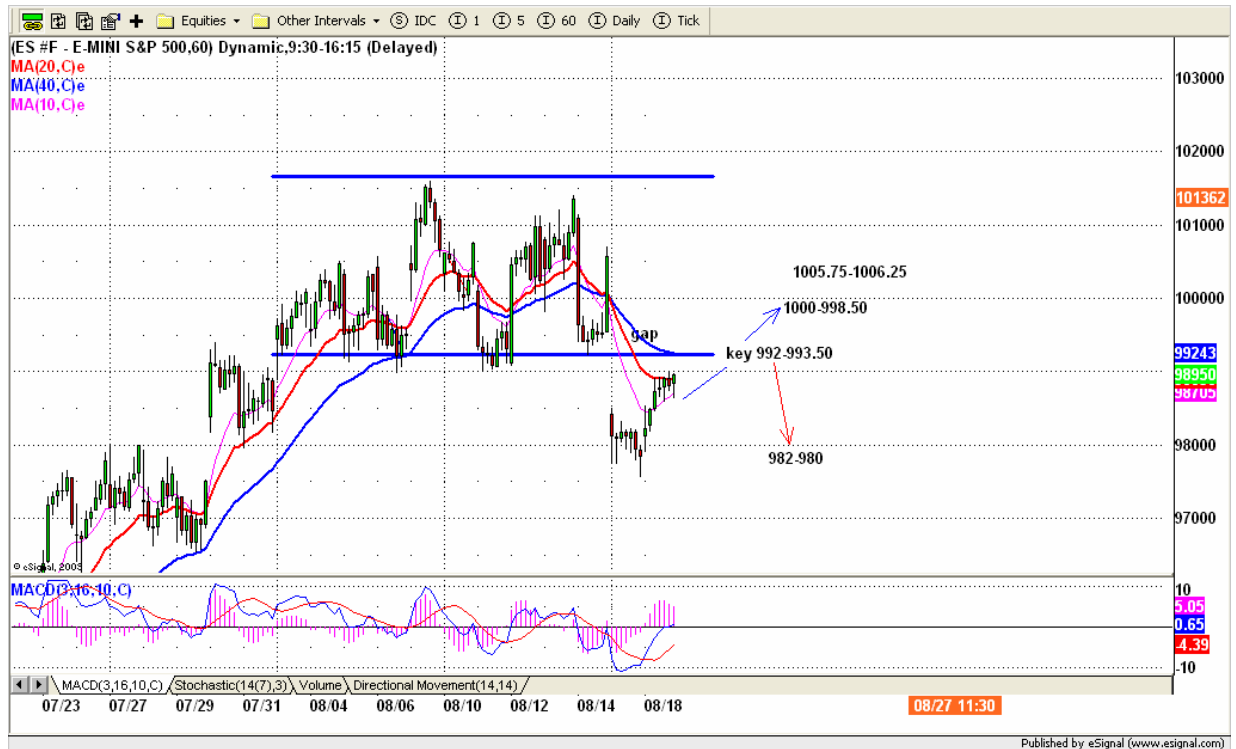 Equities Other Intervals S IDC I 1 I 5 I 60 I Daily I Tick
(ES #F - E-MINI S&P 500,60) Dynamic,9:30-16:15 (Delayed)
MA(20,C)e
MA(40,C)e
MA(10,C)e
103000
102000
101362
101000
1005.75-1006.25
100000
1000-998.50
gap
key 992-993.50
99243
98950
98705
98000
982-980
97000
© eSignal, 2003
MACD(3,16,10,C)
10
5.05
0.65
-4.39
-10
MACD(3,16,10,C) Stochastic(14(7),3) Volume Directional Movement(14,14)
07/23 07/27 07/29 07/31 08/04 08/06 08/10 08/12 08/14 08/18 08/27 11:30
Published by eSignal (www.esignal.com)